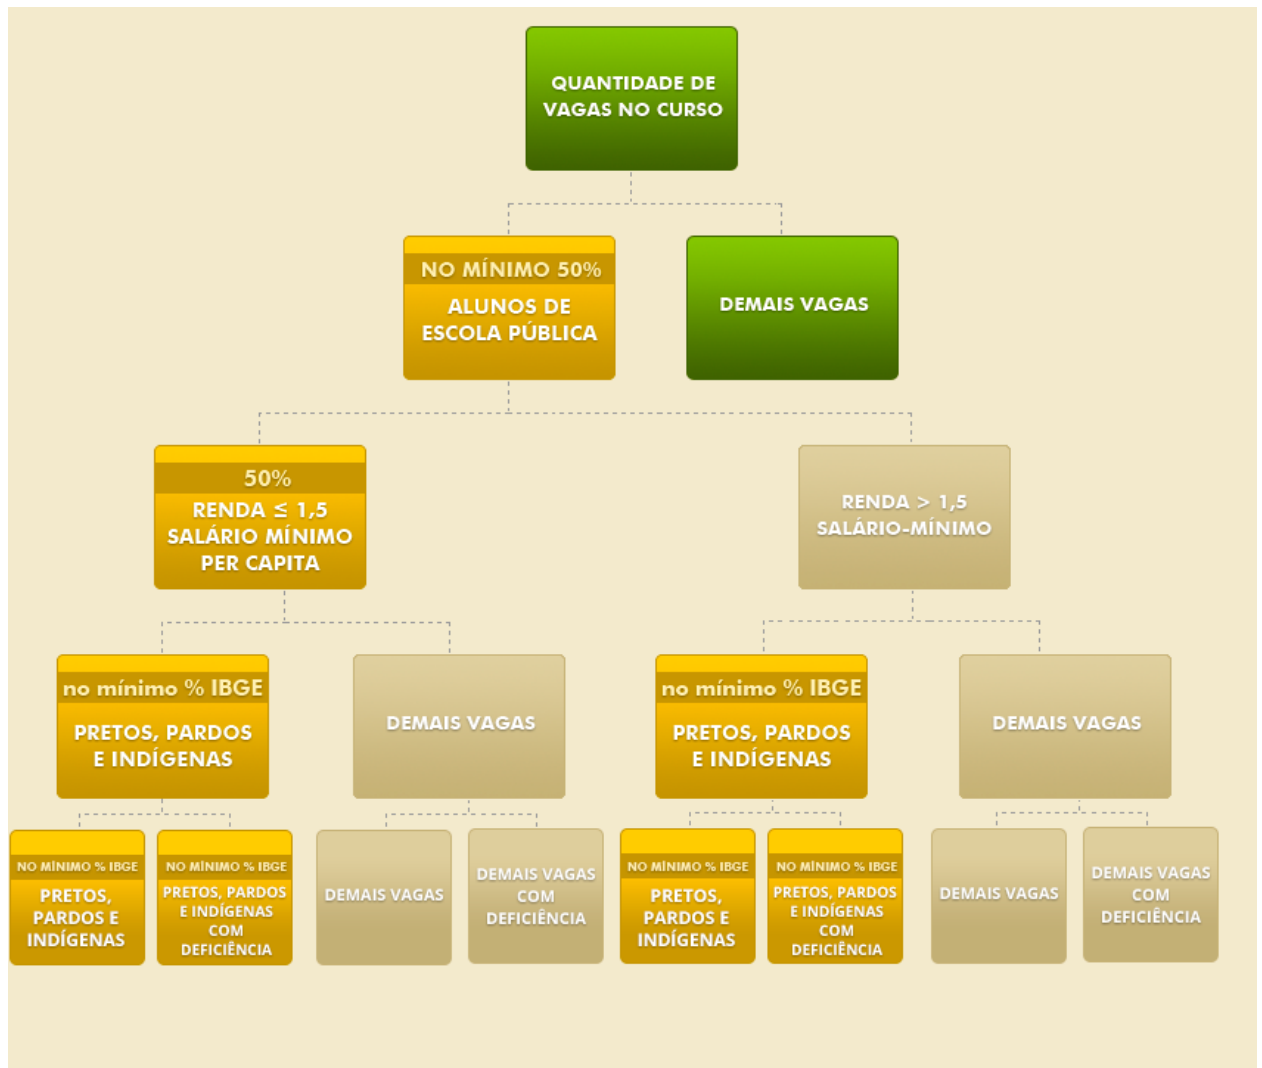 QUANTIDADE DE
VAGAS NO CURSO
NO MÍNIMO 50%
ALUNOS DE
ESCOLA PÚBLICA
DEMAIS VAGAS
50%
RENDA ≤ 1,5
SALÁRIO MÍNIMO
PER CAPITA
RENDA > 1,5
SALÁRIO-MÍNIMO
no mínimo % IBGE
PRETOS, PARDOS
E INDÍGENAS
DEMAIS VAGAS
no mínimo % IBGE
PRETOS, PARDOS
E INDÍGENAS
DEMAIS VAGAS
NO MÍNIMO % IBGE
PRETOS,
PARDOS E
INDÍGENAS
NO MÍNIMO % IBGE
PRETOS, PARDOS
E INDÍGENAS
COM
DEFICIÊNCIA
DEMAIS VAGAS
DEMAIS VAGAS
COM
DEFICIÊNCIA
NO MÍNIMO % IBGE
PRETOS,
PARDOS E
INDÍGENAS
NO MÍNIMO % IBGE
PRETOS, PARDOS
E INDÍGENAS
COM
DEFICIÊNCIA
DEMAIS VAGAS
DEMAIS VAGAS
COM
DEFICIÊNCIA